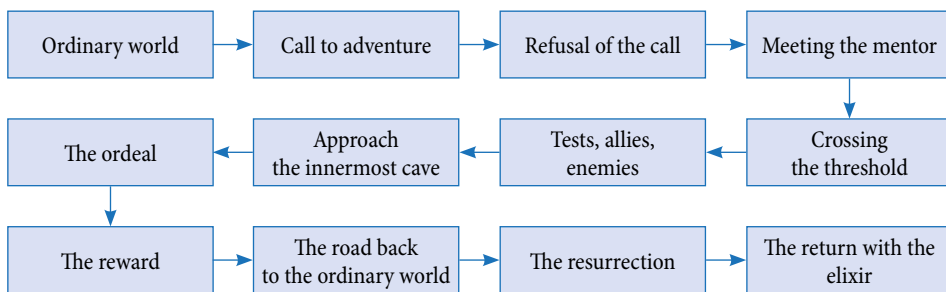 Ordinary world
Call to adventure
Refusal of the call
Meeting the mentor
Crossing
the threshold
Tests, allies,
enemies
Approach
the innermost cave
The ordeal
The reward
The road back
to the ordinary world
The resurrection
The return with the
elixir